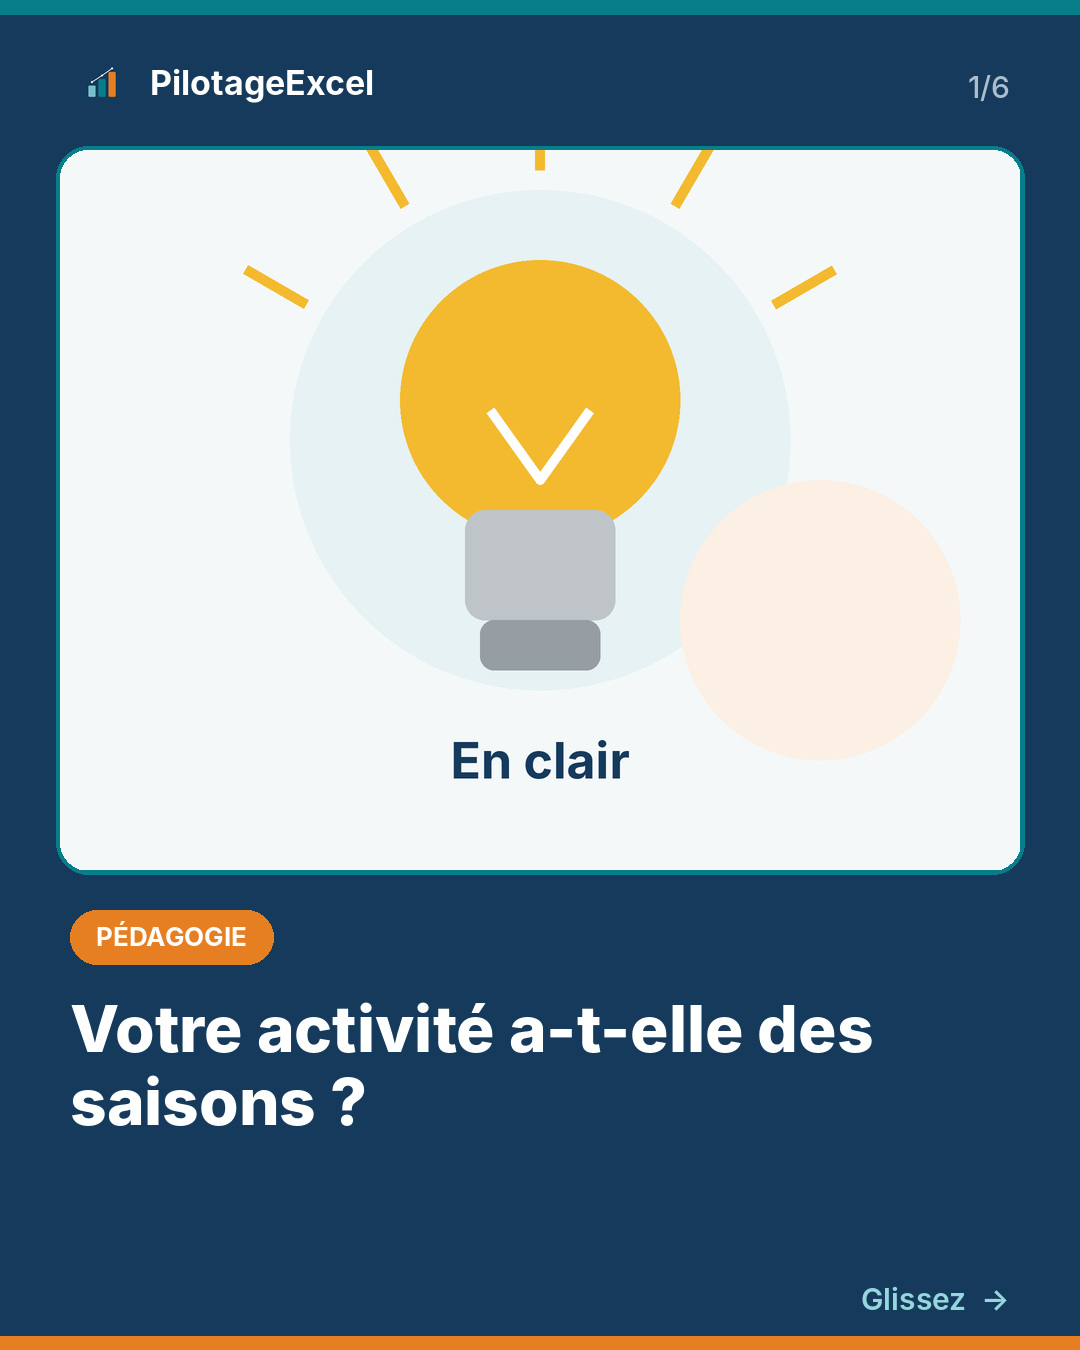 PilotageExcel
1/6
En clair
PÉDAGOGIE
Votre activité a-t-elle des
saisons ?
Glissez →